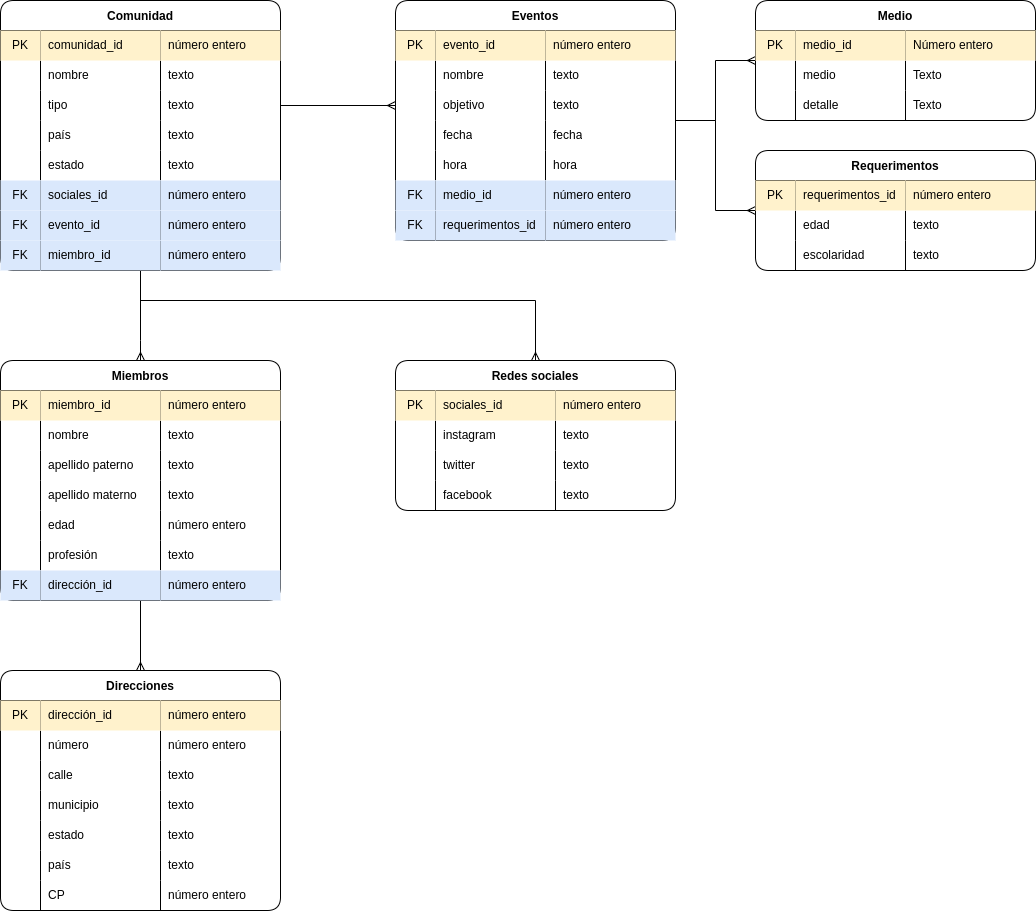 Comunidad
PK comunidad_id número entero
nombre texto
tipo texto
país texto
estado texto
FK sociales_id número entero
FK evento_id número entero
FK miembro_id número entero
Eventos
PK evento_id número entero
nombre texto
objetivo texto
fecha fecha
hora hora
FK medio_id número entero
FK requerimentos_id número entero
Medio
PK medio_id Número entero
medio Texto
detalle Texto
Requerimentos
PK requerimentos_id número entero
edad texto
escolaridad texto
Miembros
PK miembro_id número entero
nombre texto
apellido paterno texto
apellido materno texto
edad número entero
profesión texto
FK dirección_id número entero
Redes sociales
PK sociales_id número entero
instagram texto
twitter texto
facebook texto
Direcciones
PK dirección_id número entero
número número entero
calle texto
municipio texto
estado texto
país texto
CP número entero